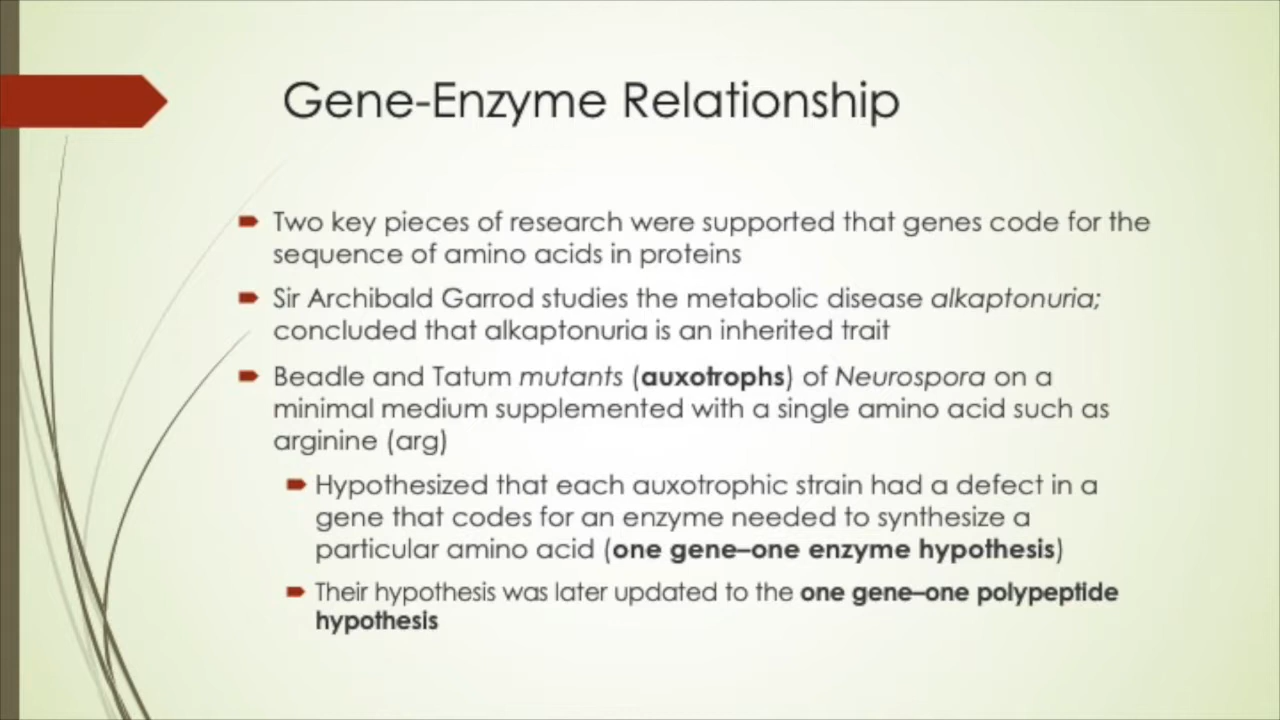 Gene-Enzyme Relationship
Two key pieces of research were supported that genes code for the
sequence of amino acids in proteins
Sir Archibald Garrod studies the metabolic disease alkaptonuria;
concluded that alkaptonuria is an inherited trait
Beadle and Tatum mutants (auxotrophs) of Neurospora on a
minimal medium supplemented with a single amino acid such as
arginine (arg)
Hypothesized that each auxotrophic strain had a defect in a
gene that codes for an enzyme needed to synthesize a
particular amino acid (one gene–one enzyme hypothesis)
Their hypothesis was later updated to the one gene–one polypeptide
hypothesis